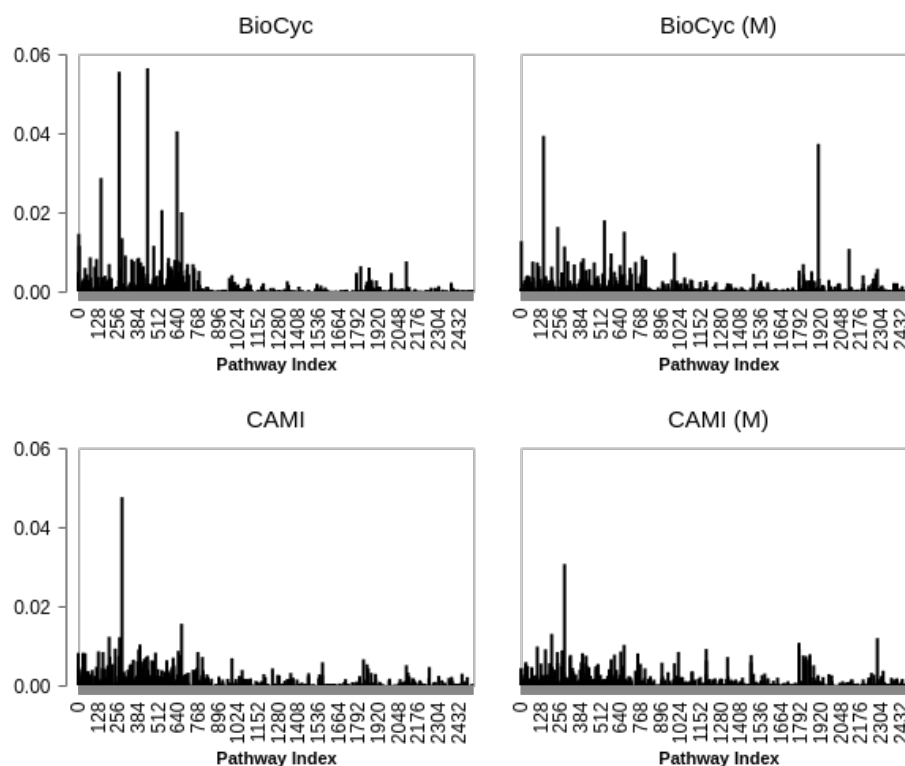 BioCyc
BioCyc (M)
0.06
0.04
0.02
0.00
0 128 256 384 512 640 768 896 1024 1152 1280 1408 1536 1664 1792 1920 2048 2176 2304 2432
0 128 256 384 512 640 768 896 1024 1152 1280 1408 1536 1664 1792 1920 2048 2176 2304 2432
Pathway Index
Pathway Index
CAMI
CAMI (M)
0.06
0.04
0.02
0.00
0 128 256 384 512 640 768 896 1024 1152 1280 1408 1536 1664 1792 1920 2048 2176 2304 2432
0 128 256 384 512 640 768 896 1024 1152 1280 1408 1536 1664 1792 1920 2048 2176 2304 2432
Pathway Index
Pathway Index